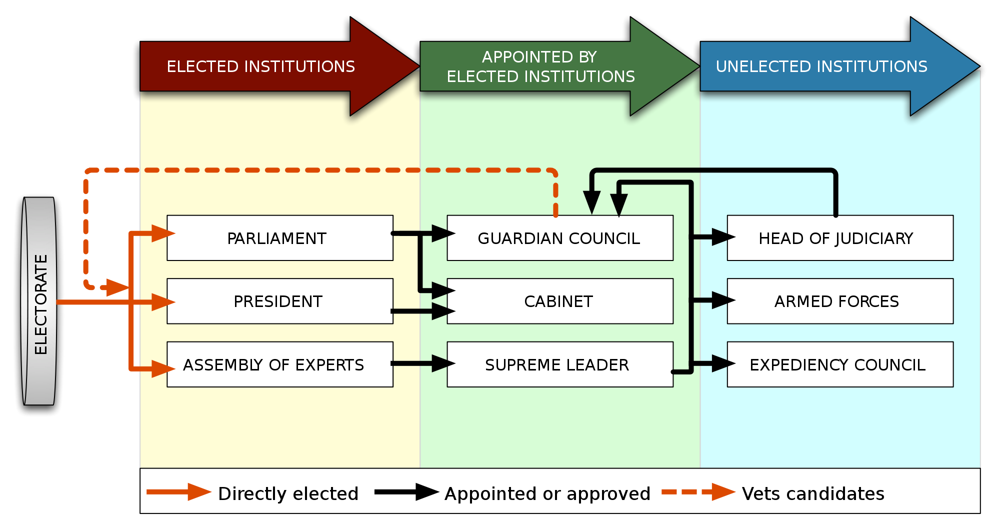 ELECTED INSTITUTIONS
APPOINTED BY
ELECTED INSTITUTIONS
UNELECTED INSTITUTIONS
ELECTORATE
PARLIAMENT
GUARDIAN COUNCIL
HEAD OF JUDICIARY
PRESIDENT
CABINET
ARMED FORCES
ASSEMBLY OF EXPERTS
SUPREME LEADER
EXPEDIENCY COUNCIL
Directly elected
Appointed or approved
Vets candidates